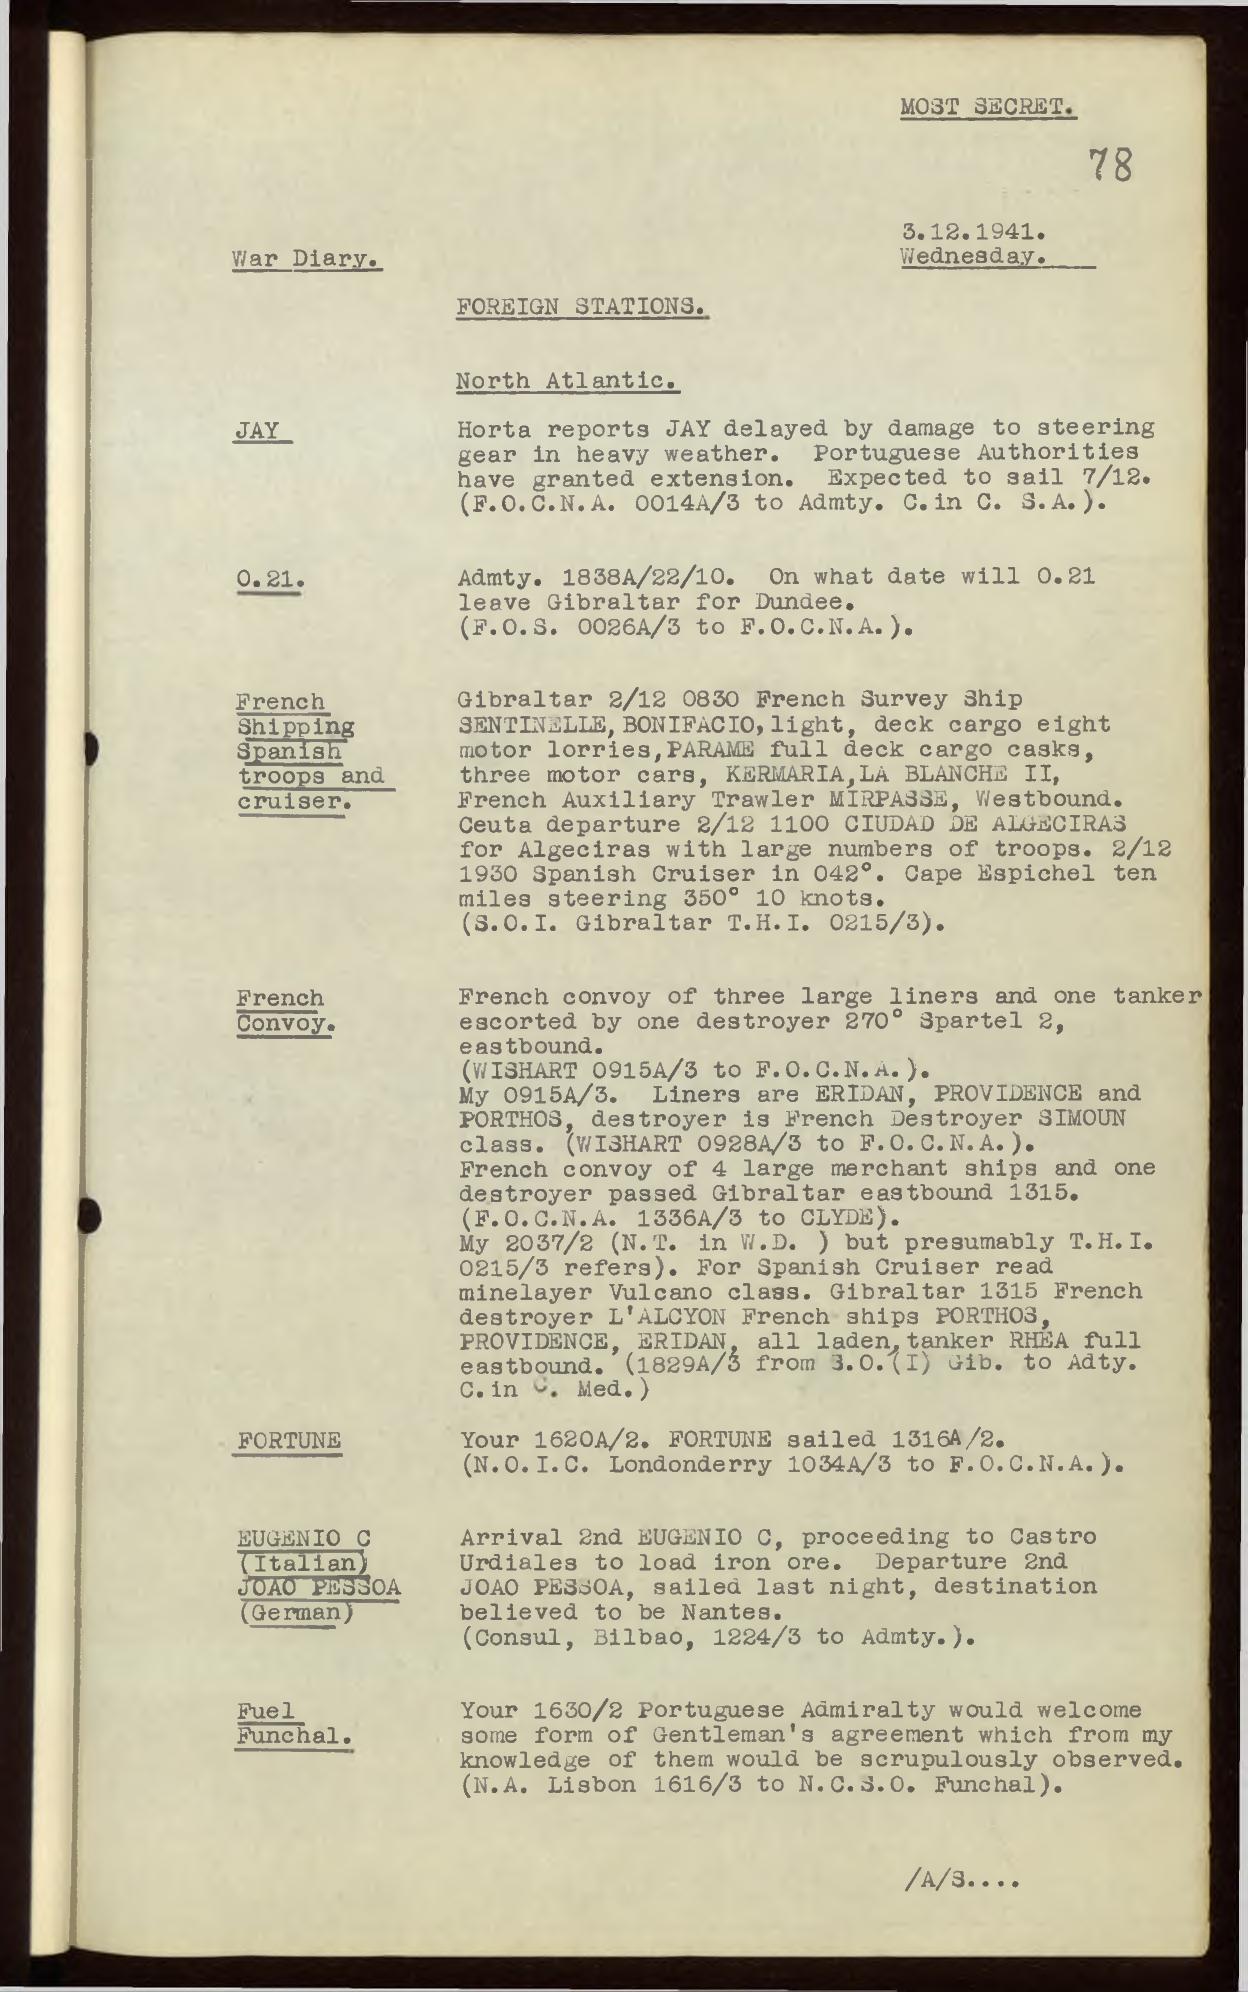 MOST SECRET.
78
3.12.1941.
War Diary.
Wednesday.
FOREIGN STATIONS.
North Atlantic.
JAY
Horta reports JAY delayed by damage to steering
gear in heavy weather. Portuguese Authorities
have granted extension. Expected to sail 7/12.
(F.O.C.N.A. 0014A/3 to Admty. C.in C. S.A.).
O.21.
Admty. 1838A/22/10. On what date will O.21
leave Gibraltar for Dundee.
(F.O.S. 0026A/3 to F.O.C.N.A.).
French
Shipping
Spanish
troops and
cruiser.
Gibraltar 2/12 0830 French Survey Ship
SENTINELLE, BONIFACIO, light, deck cargo eight
motor lorries, PARAME full deck cargo casks,
three motor cars, KERMARIA, LA BLANCHE II,
French Auxiliary Trawler MIRPASSE, Westbound.
Ceuta departure 2/12 1100 CIUDAD DE ALGECIRAS
for Algeciras with large numbers of troops. 2/12
1930 Spanish Cruiser in 042°. Cape Espichel ten
miles steering 350° 10 knots.
(S.O.I. Gibraltar T.H.I. 0215/3).
French
Convoy.
French convoy of three large liners and one tanker
escorted by one destroyer 270° Spartel 2,
eastbound.
(WISHART 0915A/3 to F.O.C.N.A.).
My 0915A/3. Liners are ERIDAN, PROVIDENCE and
PORTHOS, destroyer is French Destroyer SIMOUN
class. (WISHART 0928A/3 to F.O.C.N.A.).
French convoy of 4 large merchant ships and one
destroyer passed Gibraltar eastbound 1315.
(F.O.C.N.A. 1336A/3 to CLYDE).
My 2037/2 (N.T. in W.D. ) but presumably T.H.I.
0215/3 refers). For Spanish Cruiser read
minelayer Vulcano class. Gibraltar 1315 French
destroyer L'ALCYON French ships PORTHOS,
PROVIDENCE, ERIDAN, all laden, tanker RHEA full
eastbound. (1829A/3 from S.O.(I) Gib. to Adty.
C.in C. Med.)
FORTUNE
Your 1620A/2. FORTUNE sailed 1316A/2.
(N.O.I.C. Londonderry 1034A/3 to F.O.C.N.A.).
EUGENIO C
(Italian)
JOAO PESSOA
(German)
Arrival 2nd EUGENIO C, proceeding to Castro
Urdiales to load iron ore. Departure 2nd
JOAO PESSOA, sailed last night, destination
believed to be Nantes.
(Consul, Bilbao, 1224/3 to Admty.).
Fuel
Funchal.
Your 1630/2 Portuguese Admiralty would welcome
some form of Gentleman's agreement which from my
knowledge of them would be scrupulously observed.
(N.A. Lisbon 1616/3 to N.C.S.O. Funchal).
/A/S....